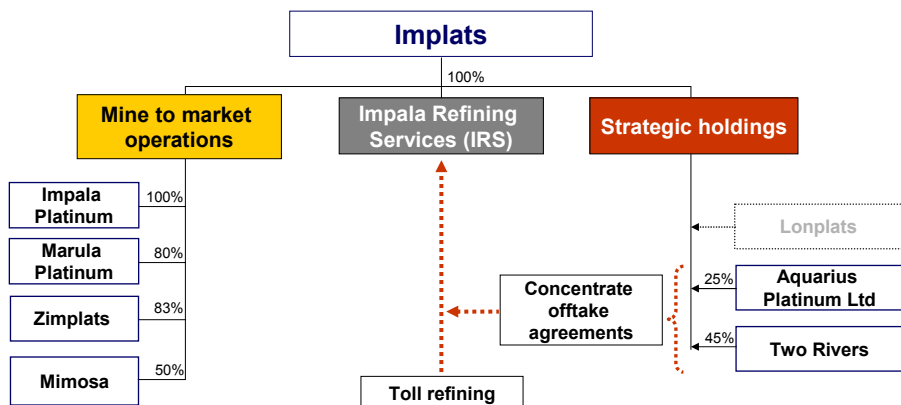 Implats
100%
Mine to market
operations
Impala Refining
Services (IRS)
Strategic holdings
Impala
Platinum
100%
Marula
Platinum
80%
Zimplats
83%
Mimosa
50%
Concentrate
offtake
agreements
Toll refining
Lonplats
25%
Aquarius
Platinum Ltd
45%
Two Rivers